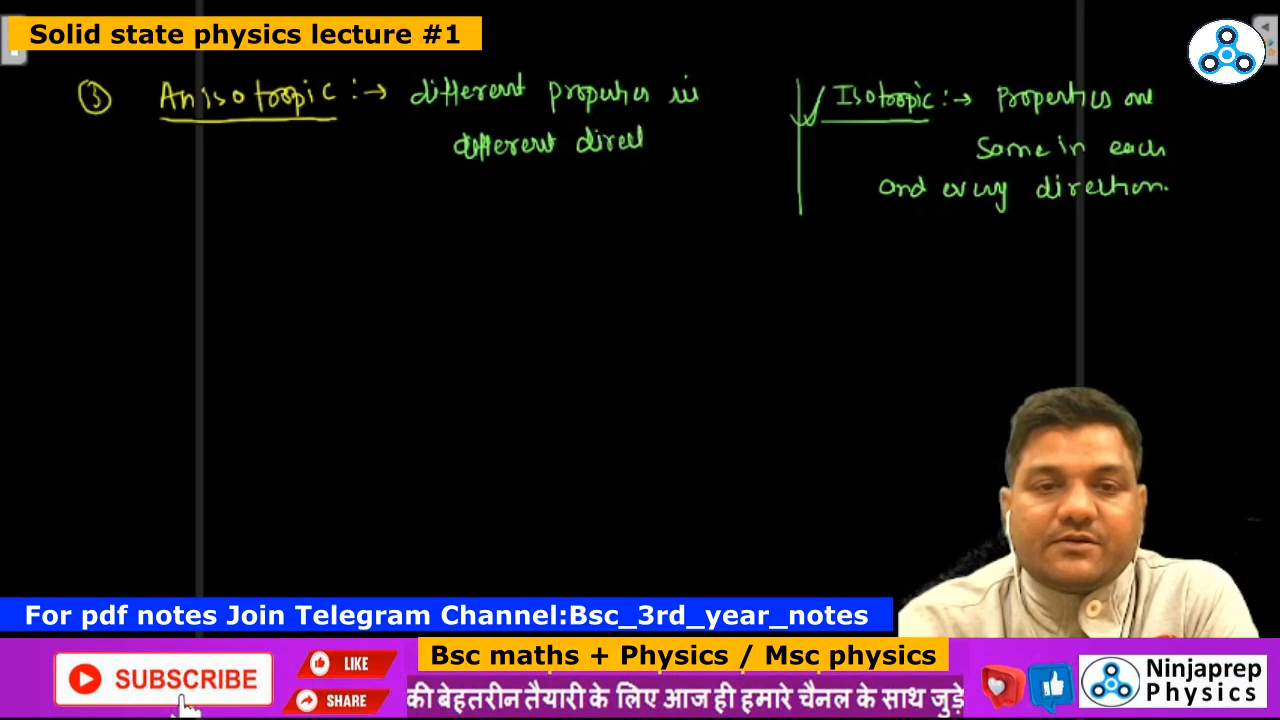 Solid state physics lecture #1
③ Anisotropic :→ different properties in
different direct
Isotropic :→ Properties are
Same in each
and every direction.
For pdf notes Join Telegram Channel:Bsc_3rd_year_notes
SUBSCRIBE
LIKE
SHARE
Bsc maths + Physics / Msc physics
की बेहतरीन तैयारी के लिए आज ही हमारे चैनल के साथ जुड़े
Ninjaprep
Physics